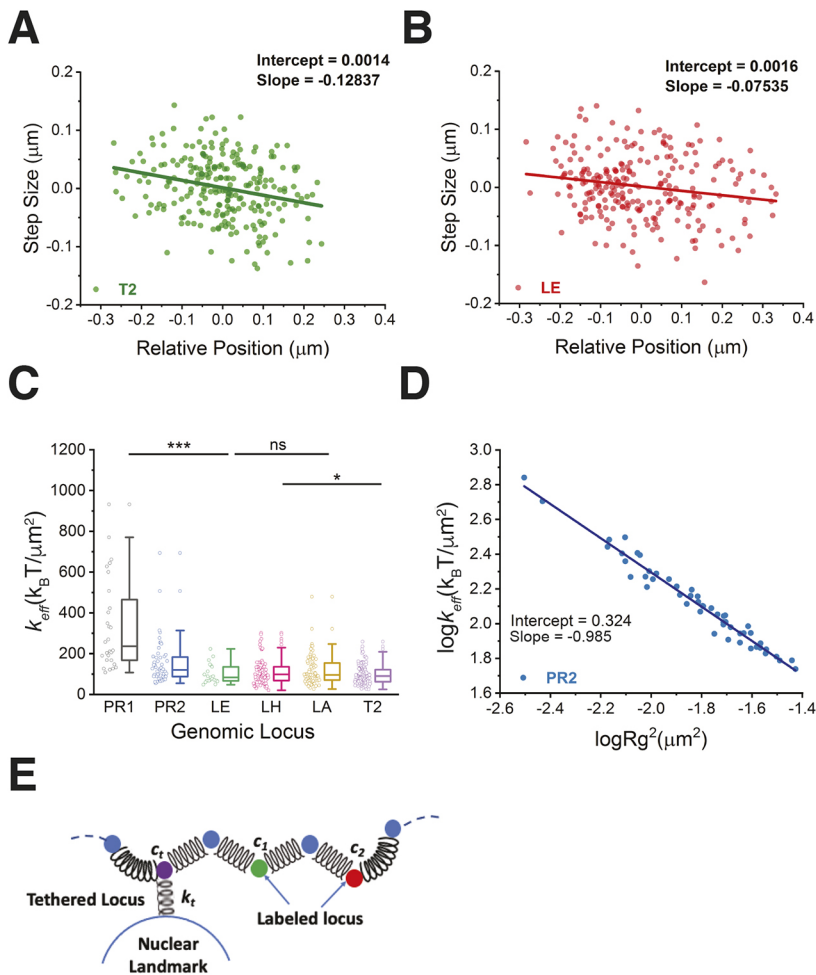 A
Intercept = 0.0014
Slope = -0.12837
0.2
0.1
0.0
-0.1
-0.2
Step Size (μm)
T2
-0.3 -0.2 -0.1 0.0 0.1 0.2 0.3 0.4
Relative Position (μm)
B
Intercept = 0.0016
Slope = -0.07535
0.2
0.1
0.0
-0.1
-0.2
Step Size (μm)
LE
-0.3 -0.2 -0.1 0.0 0.1 0.2 0.3 0.4
Relative Position (μm)
C
*** ns
*
1200
1000
800
600
400
200
0
keff(kBT/μm2)
PR1 PR2 LE LH LA T2
Genomic Locus
D
3.0
2.8
2.6
2.4
2.2
2.0
1.8
1.6
logkeff(kBT/μm2)
Intercept = 0.324
Slope = -0.985
PR2
-2.6 -2.4 -2.2 -2.0 -1.8 -1.6 -1.4
logRg2(μm2)
E
ct c1 c2
Tethered Locus kt
Labeled locus
Nuclear
Landmark